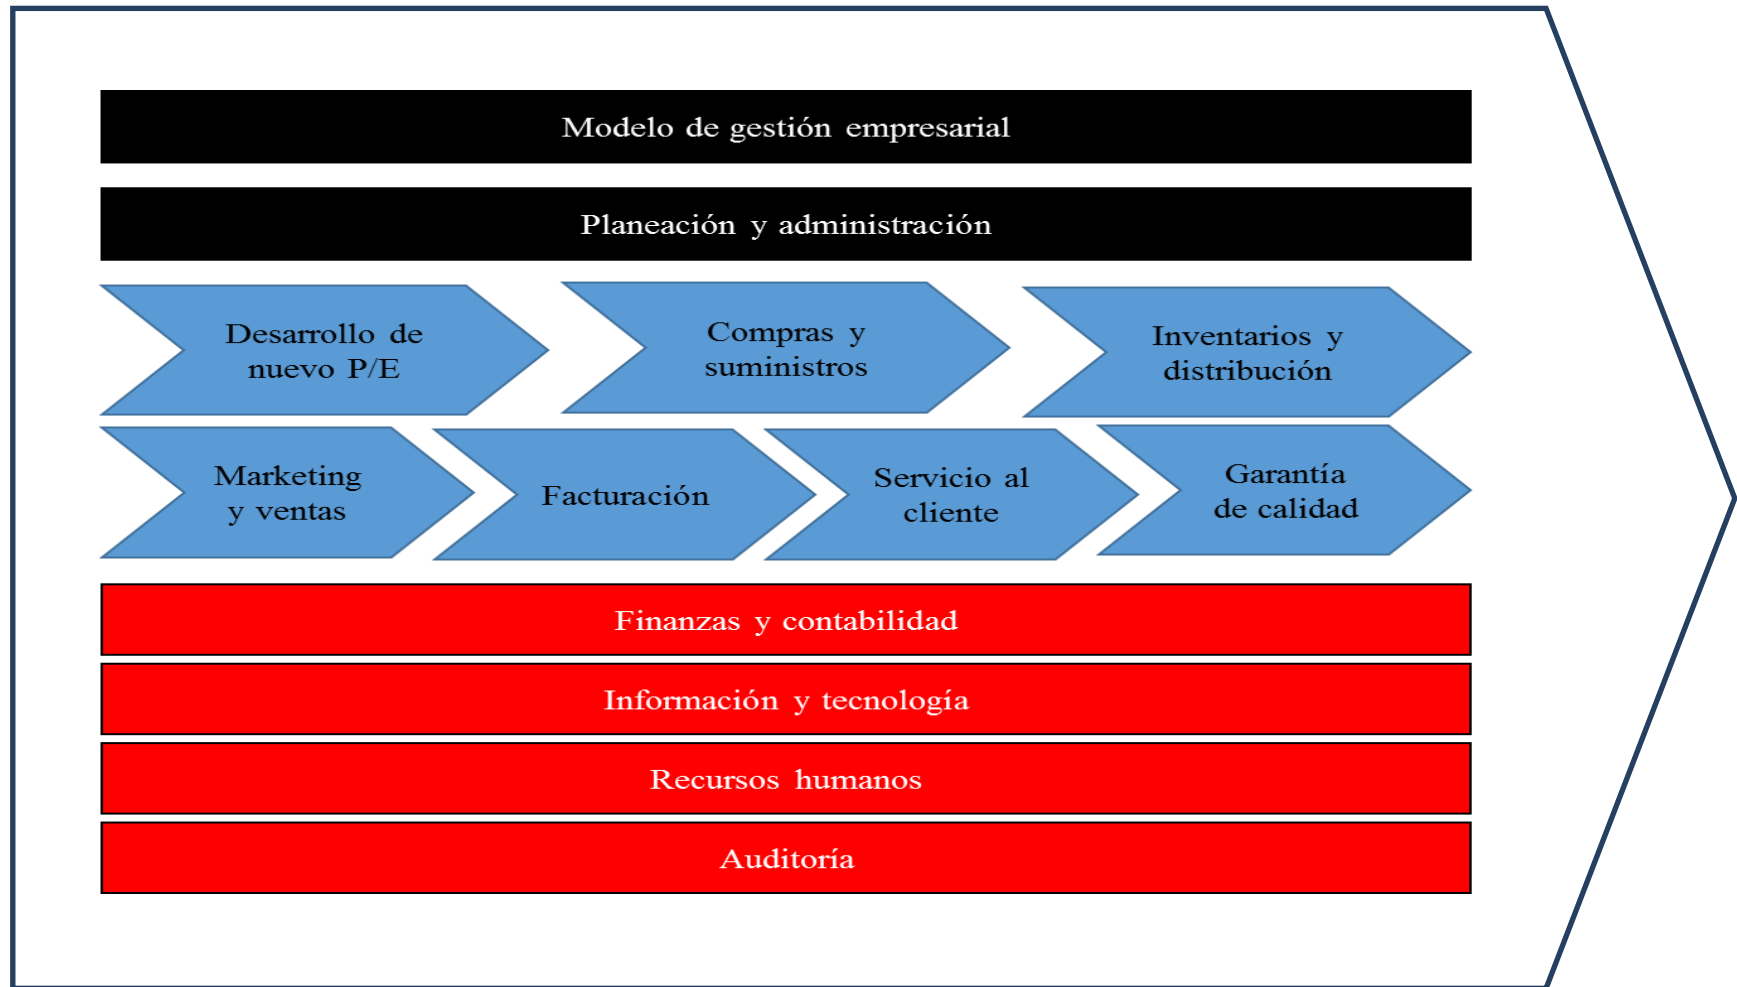 Modelo de gestión empresarial
Planeación y administración
Desarrollo de
nuevo P/E
Compras y
suministros
Inventarios y
distribución
Marketing
y ventas
Facturación
Servicio al
cliente
Garantía
de calidad
Finanzas y contabilidad
Información y tecnología
Recursos humanos
Auditoría